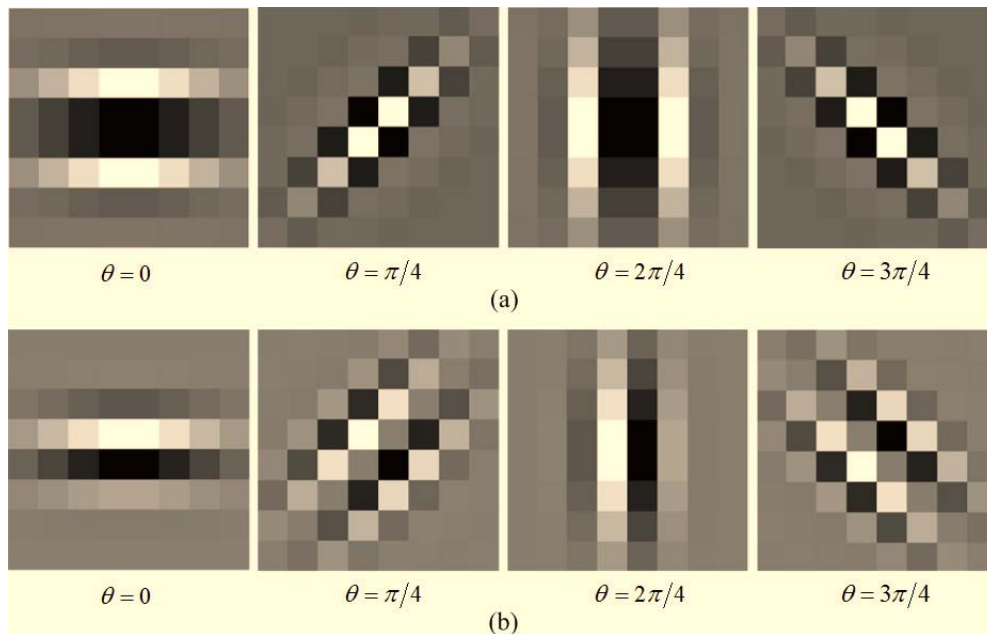 θ = 0 θ = π/4 θ = 2π/4 θ = 3π/4
(a)
θ = 0 θ = π/4 θ = 2π/4 θ = 3π/4
(b)